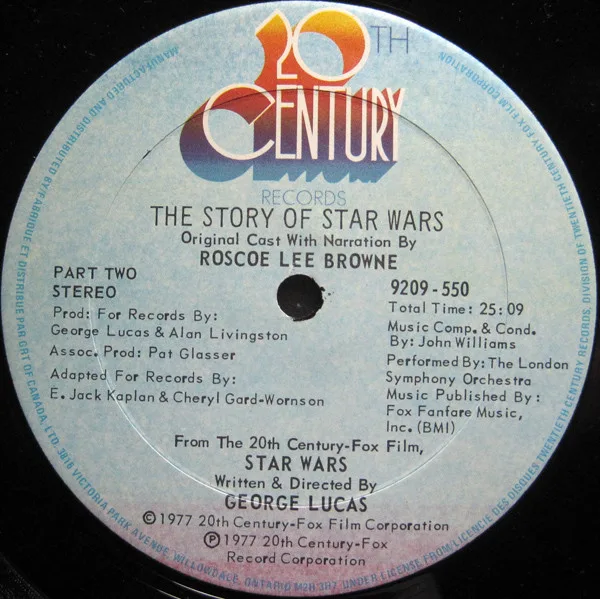 20TH
CENTURY
RECORDS
THE STORY OF STAR WARS
Original Cast With Narration By
ROSCOE LEE BROWNE
PART TWO
STEREO
9209-550
Total Time: 25:09
Prod: For Records By:
George Lucas & Alan Livingston
Assoc. Prod: Pat Glasser
Adapted For Records By:
E. Jack Kaplan & Cheryl Gard-Wornson
Music Comp. & Cond.
By: John Williams
Performed By: The London
Symphony Orchestra
Music Published By:
Fox Fanfare Music,
Inc. (BMI)
From The 20th Century-Fox Film,
STAR WARS
Written & Directed By
GEORGE LUCAS
©1977 20th Century-Fox Film Corporation
℗1977 20th Century-Fox
Record Corporation
MANUFACTURED AND DISTRIBUTED BY/FABRIQUE ET DISTRIBUE PAR GRT OF CANADA, LTD. 3816 VICTORIA PARK AVENUE, WILLOWDALE, ONTARIO M2H 3H7. UNDER LICENSE FROM/LICENCIE DES DISQUES TWENTIETH CENTURY RECORDS, DIVISION OF TWENTIETH CENTURY FOX FILM CORPORATION